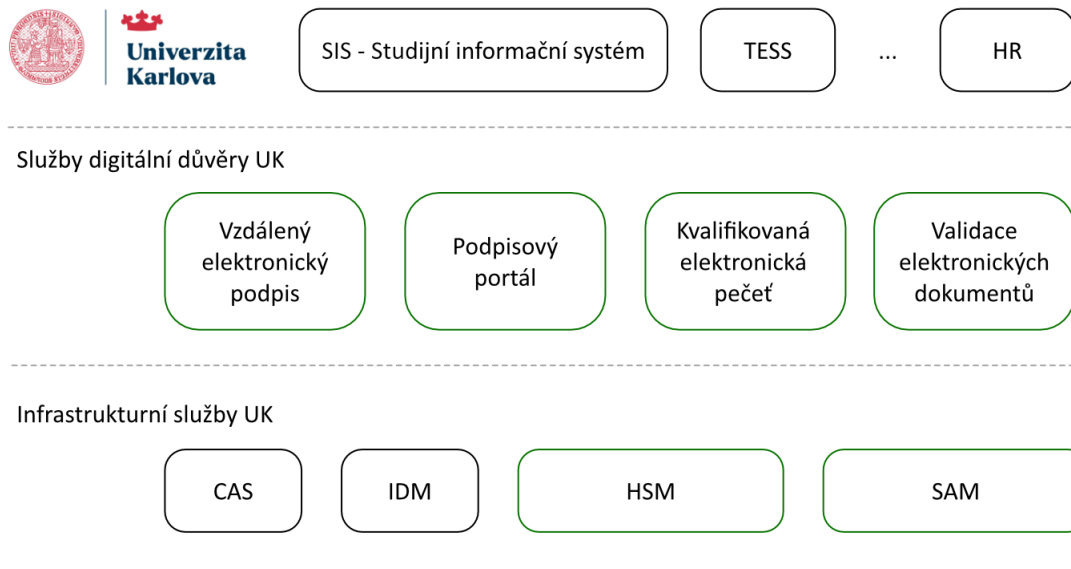 Univerzita
Karlova
SIS - Studijní informační systém
TESS
...
HR
Služby digitální důvěry UK
Vzdálený
elektronický
podpis
Podpisový
portál
Kvalifikovaná
elektronická
pečeť
Validace
elektronických
dokumentů
Infrastrukturní služby UK
CAS
IDM
HSM
SAM